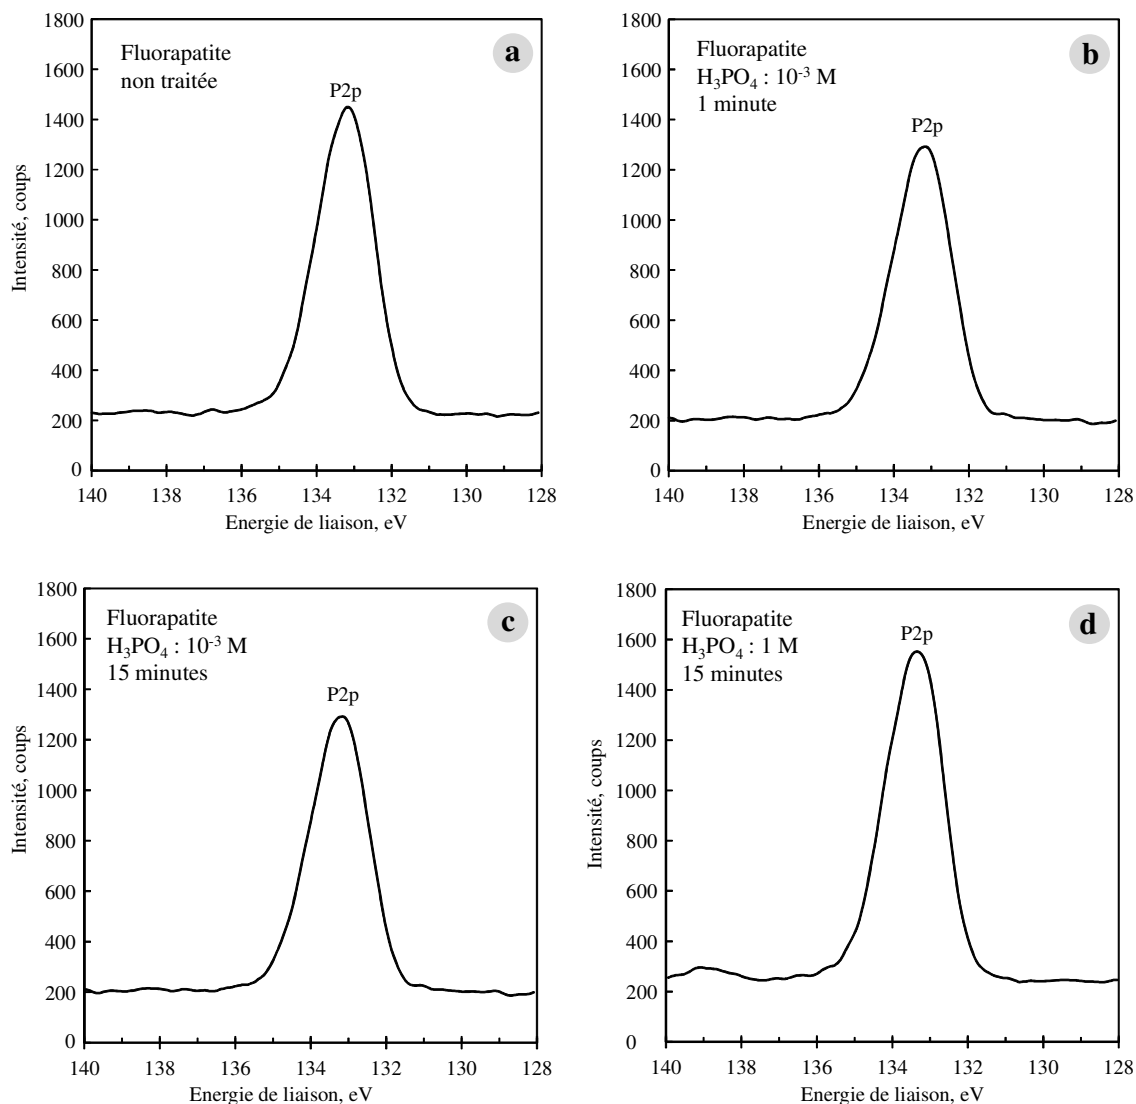 Fluorapatite
non traitée
a
P2p
1800
1600
1400
1200
1000
800
600
400
200
0
Intensité, coups
140 138 136 134 132 130 128
Energie de liaison, eV
Fluorapatite
H₃PO₄ : 10⁻³ M
1 minute
b
P2p
1800
1600
1400
1200
1000
800
600
400
200
0
140 138 136 134 132 130 128
Energie de liaison, eV
Fluorapatite
H₃PO₄ : 10⁻³ M
15 minutes
c
P2p
1800
1600
1400
1200
1000
800
600
400
200
0
Intensité, coups
140 138 136 134 132 130 128
Energie de liaison, eV
Fluorapatite
H₃PO₄ : 1 M
15 minutes
d
P2p
1800
1600
1400
1200
1000
800
600
400
200
0
Intensité, coups
140 138 136 134 132 130 128
Energie de liaison, eV